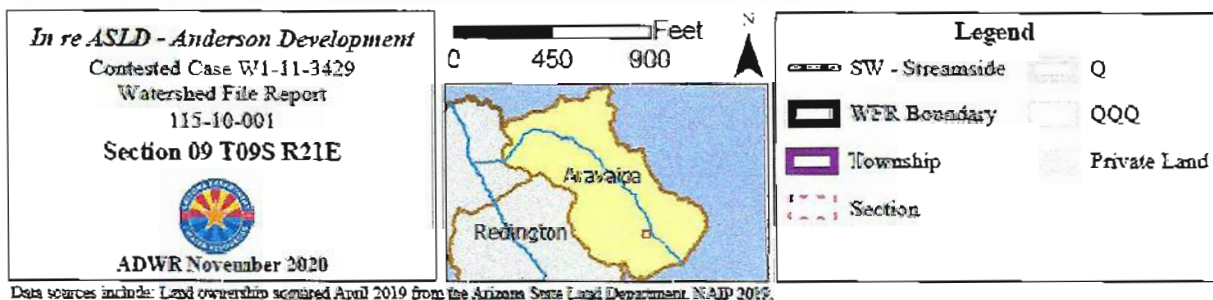 In re ASLD - Anderson Development
Contested Case W1-11-3429
Watershed File Report
115-10-001
Section 09 T09S R21E
ADWR November 2020
Feet
0 450 900
N
Aravaipa
Redington
Legend
SW - Streamside
WFR Boundary
Township
Section
Q
QQQ
Private Land
Data sources include: Land ownership acquired April 2019 from the Arizona State Land Department, NAIP 2019.